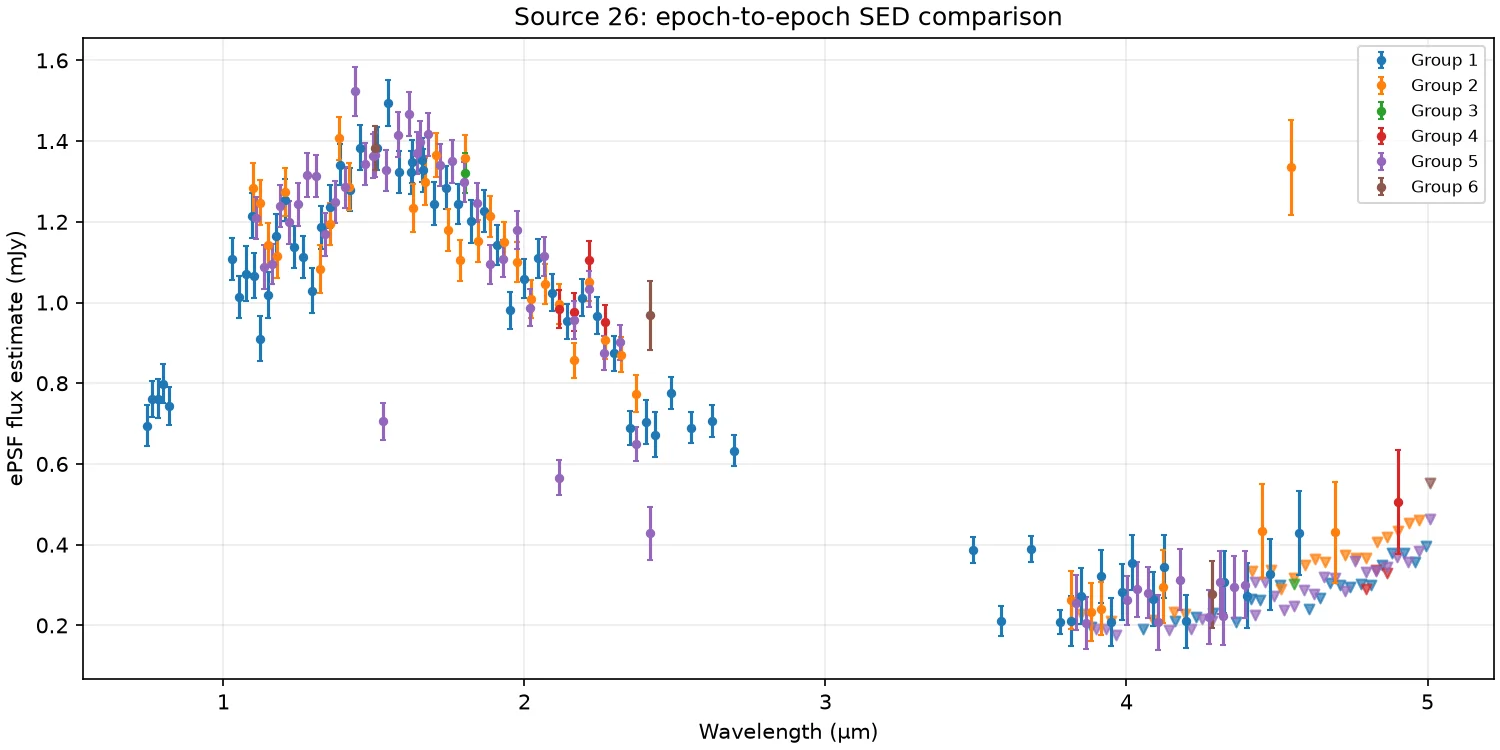 Source 26: epoch-to-epoch SED comparison
ePSF flux estimate (mJy)
1.6
1.4
1.2
1.0
0.8
0.6
0.4
0.2
Group 1
Group 2
Group 3
Group 4
Group 5
Group 6
1 2 3 4 5
Wavelength (μm)